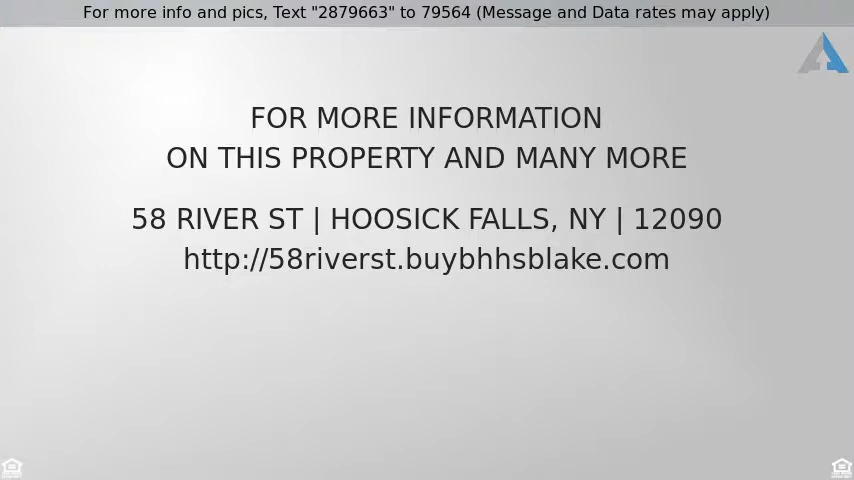 For more info and pics, Text "2879663" to 79564 (Message and Data rates may apply)
FOR MORE INFORMATION
ON THIS PROPERTY AND MANY MORE
58 RIVER ST | HOOSICK FALLS, NY | 12090
http://58riverst.buybhhsblake.com